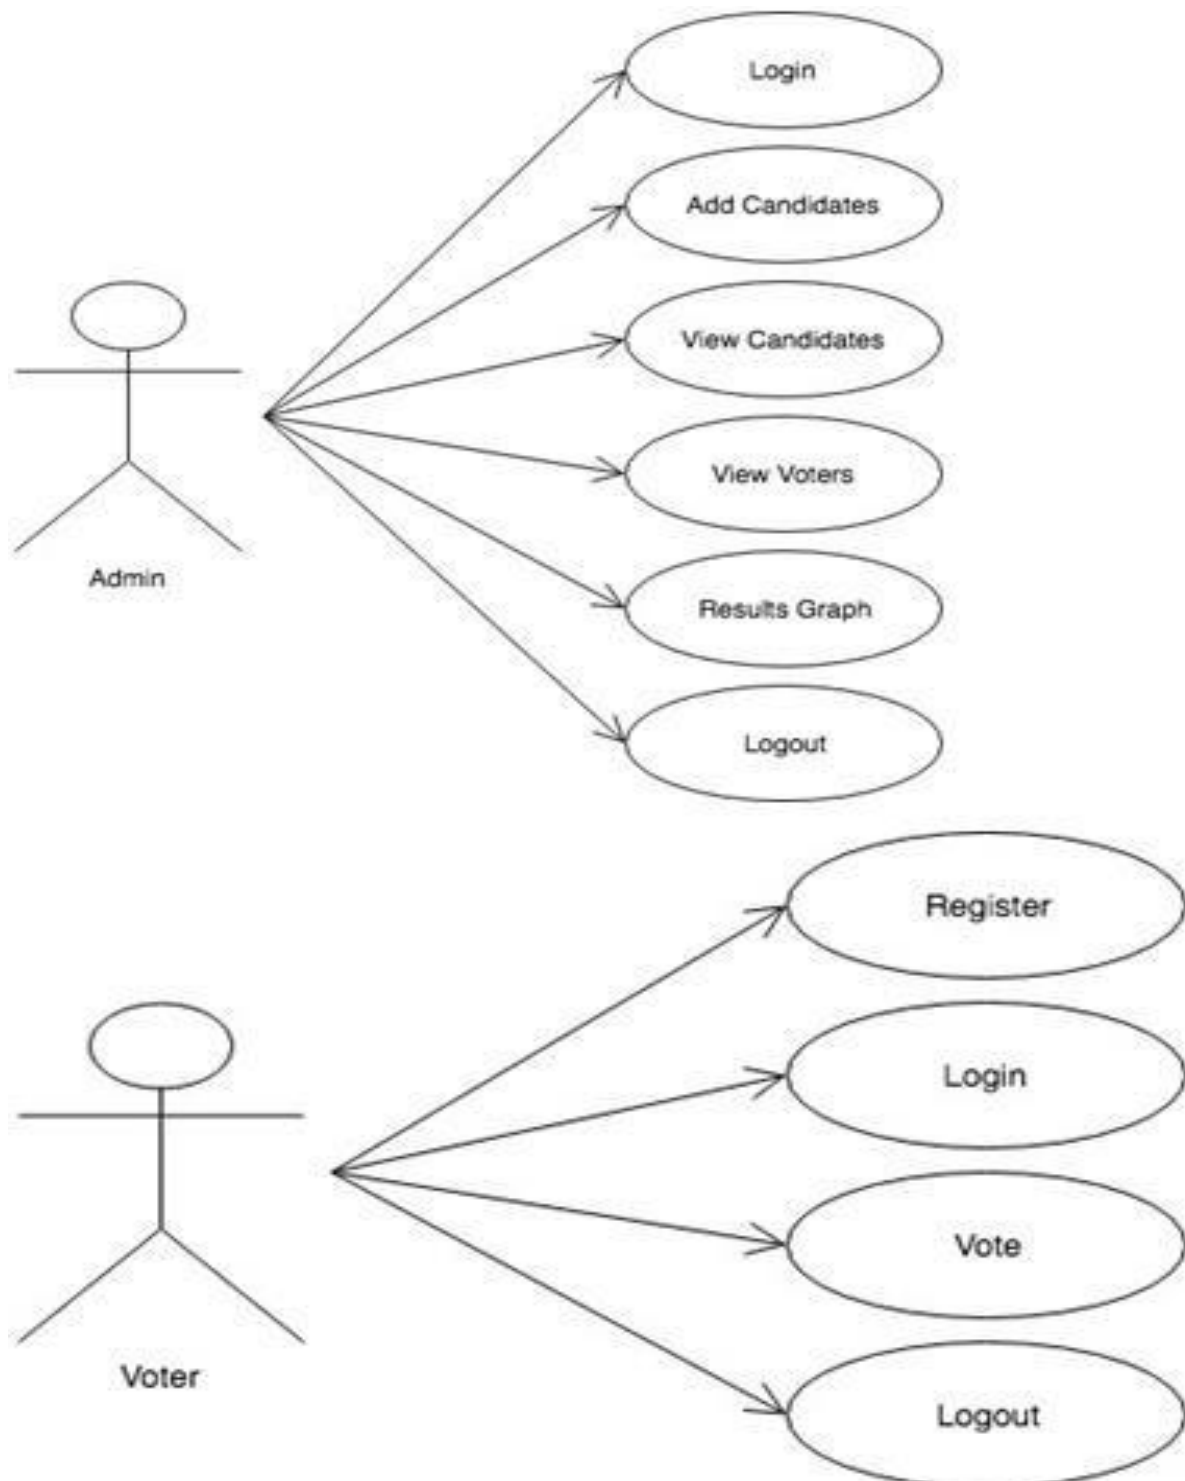 Login
Add Candidates
View Candidates
View Voters
Results Graph
Logout
Admin
Register
Login
Vote
Logout
Voter